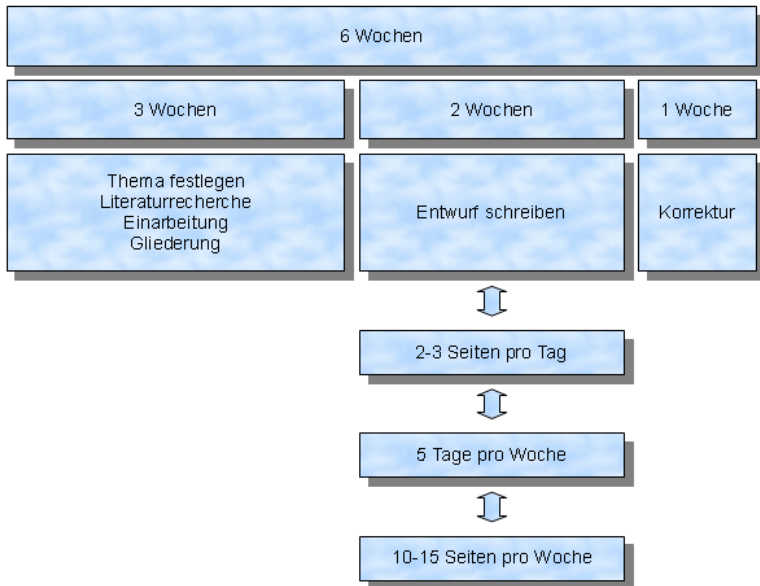 6 Wochen
3 Wochen
2 Wochen
1 Woche
Thema festlegen
Literaturrecherche
Einarbeitung
Gliederung
Entwurf schreiben
Korrektur
2-3 Seiten pro Tag
5 Tage pro Woche
10-15 Seiten pro Woche